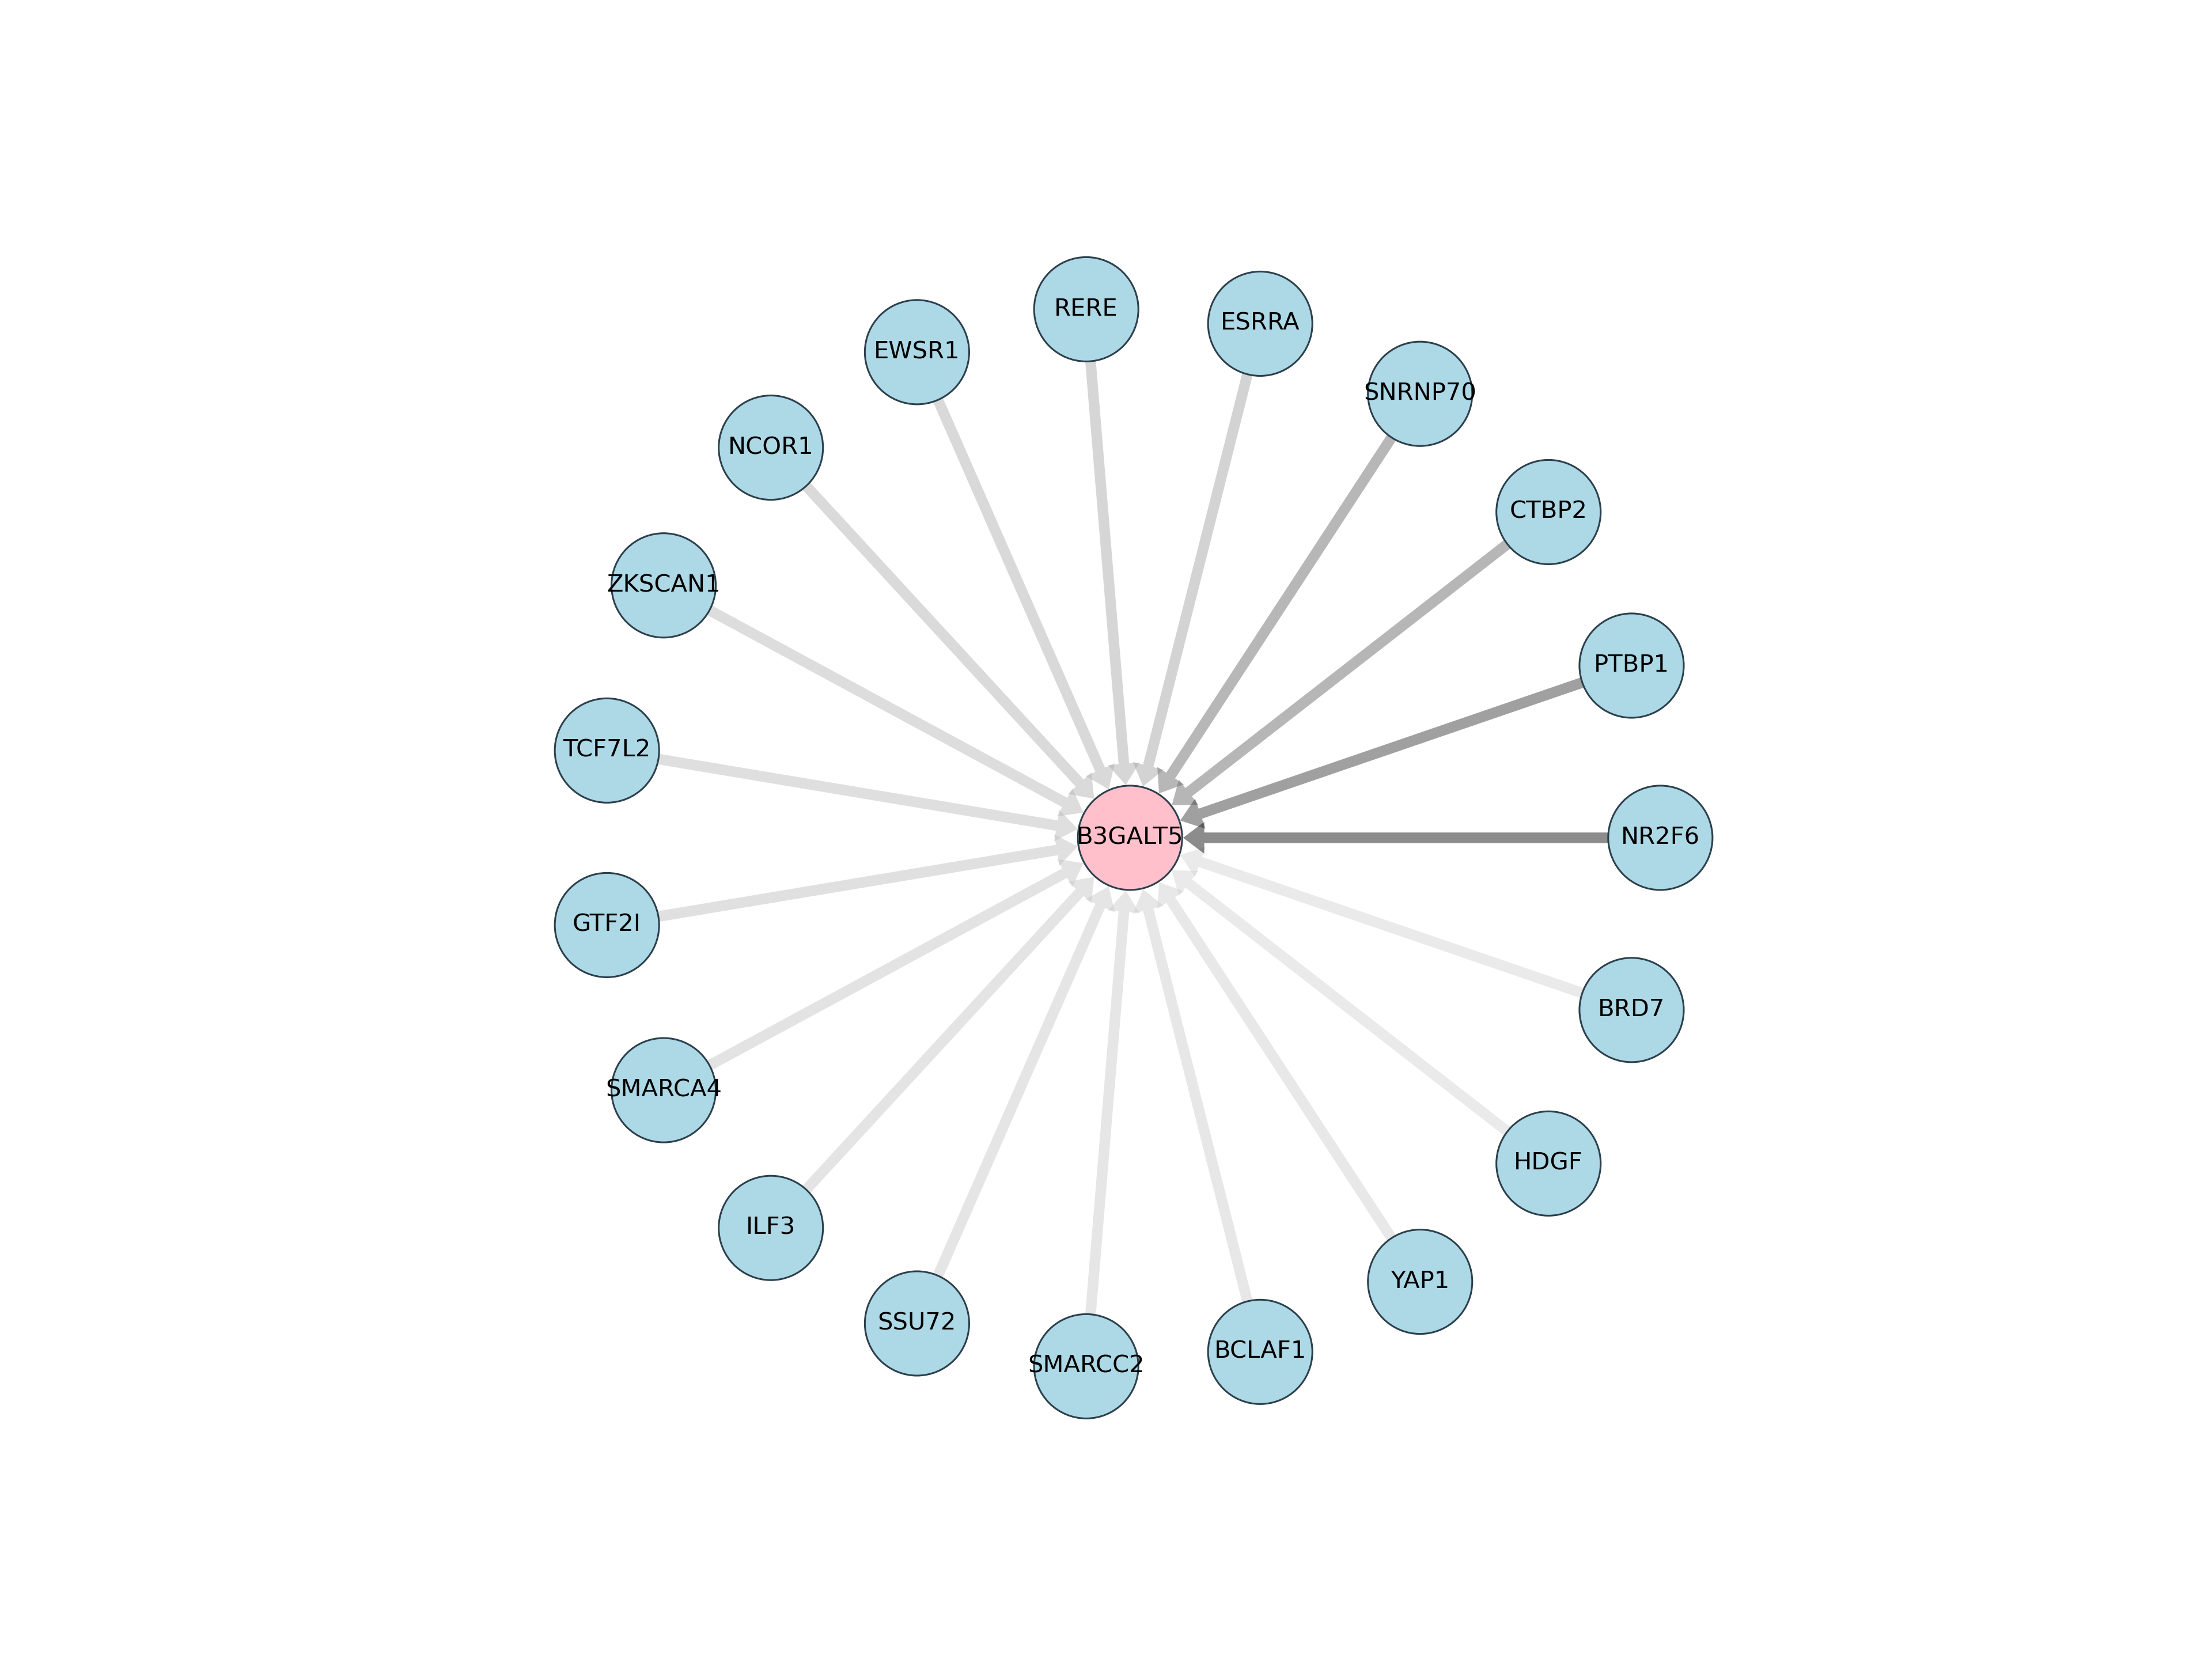 RERE
ESRRA
EWSR1
SNRNP70
NCOR1
CTBP2
ZKSCAN1
PTBP1
TCF7L2
B3GALT5
NR2F6
GTF2I
BRD7
SMARCA4
HDGF
ILF3
YAP1
SSU72
BCLAF1
SMARCC2